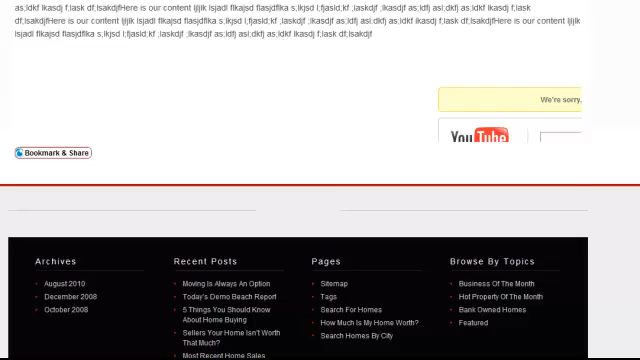 as;ldkf lkasdj f;lask df;lsakdjfHere is our content ljljlk lsjadl flkajsd flasjdflka s;lkjsd l;fjasld;kf ;laskdjf ;lkasdjf as;ldfj asl;dkfj as;ldkf lkasdj f;lask
df;lsakdjfHere is our content ljljlk lsjadl flkajsd flasjdflka s;lkjsd l;fjasld;kf ;laskdjf ;lkasdjf as;ldfj asl;dkfj as;ldkf lkasdj f;lask df;lsakdjfHere is our content ljljlk
lsjadl flkajsd flasjdflka s;lkjsd l;fjasld;kf ;laskdjf ;lkasdjf as;ldfj asl;dkfj as;ldkf lkasdj f;lask df;lsakdjf
We're sorry,
You Tube
Bookmark & Share
Archives
August 2010
December 2008
October 2008
Recent Posts
Moving Is Always An Option
Today's Demo Beach Report
5 Things You Should Know
About Home Buying
Sellers Your Home Isn't Worth
That Much?
Most Recent Home Sales
Pages
Sitemap
Tags
Search For Homes
How Much Is My Home Worth?
Search Homes By City
Browse By Topics
Business Of The Month
Hot Property Of The Month
Bank Owned Homes
Featured